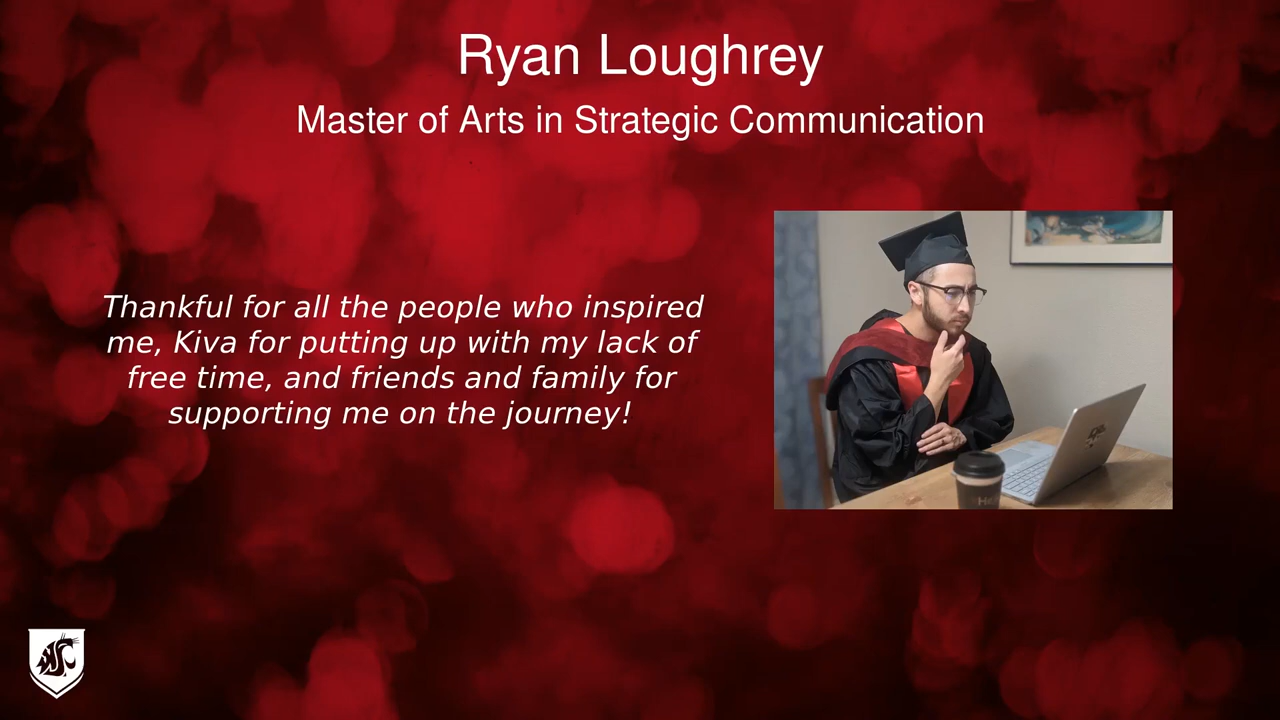 Ryan Loughrey
Master of Arts in Strategic Communication
Thankful for all the people who inspired
me, Kiva for putting up with my lack of
free time, and friends and family for
supporting me on the journey!